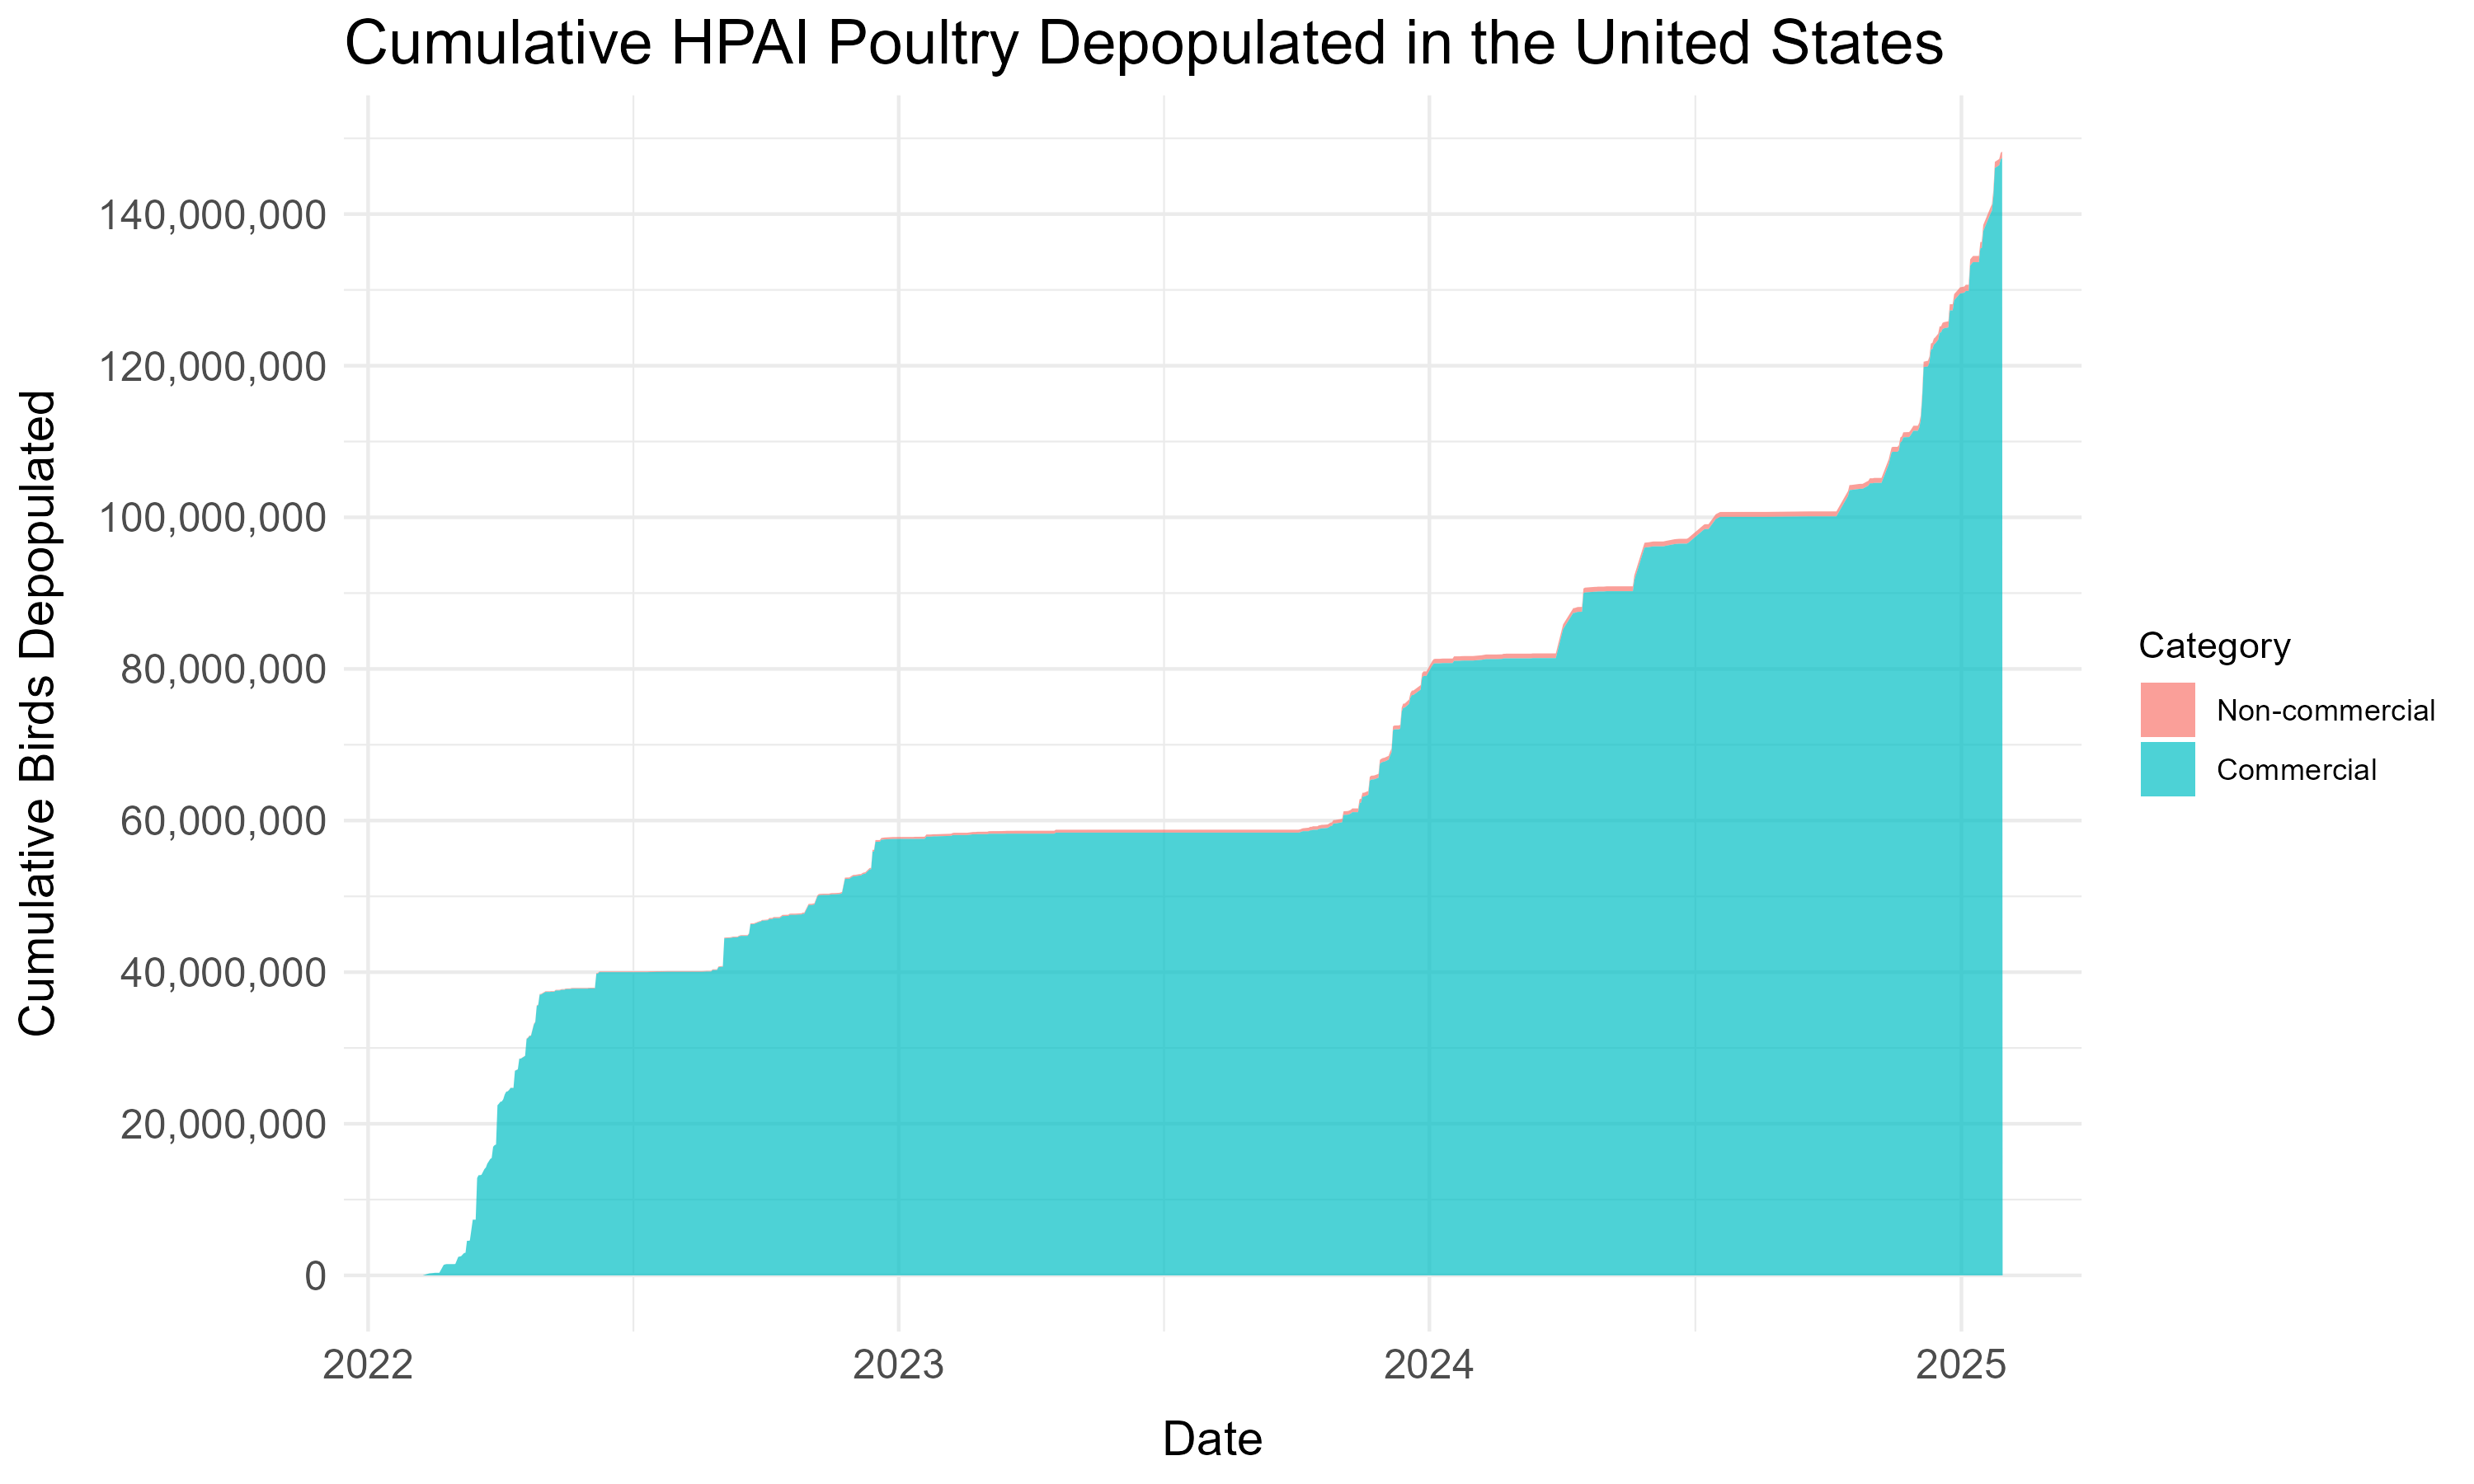 Cumulative HPAI Poultry Depopulated in the United States
Cumulative Birds Depopulated
140,000,000
120,000,000
100,000,000
80,000,000
60,000,000
40,000,000
20,000,000
0
2022
2023
2024
2025
Date
Category
Non-commercial
Commercial